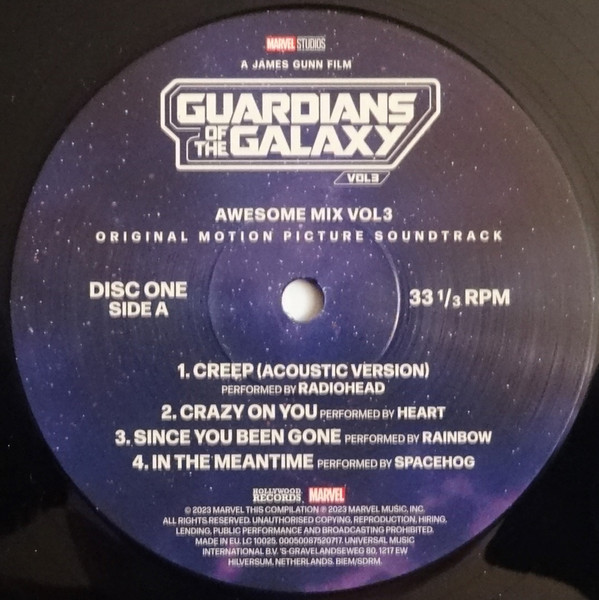 MARVEL STUDIOS
A JAMES GUNN FILM
GUARDIANS
OF THE GALAXY
VOL3
AWESOME MIX VOL3
ORIGINAL MOTION PICTURE SOUNDTRACK
DISC ONE
SIDE A
33 1/3 RPM
1. CREEP (ACOUSTIC VERSION)
PERFORMED BY RADIOHEAD
2. CRAZY ON YOU PERFORMED BY HEART
3. SINCE YOU BEEN GONE PERFORMED BY RAINBOW
4. IN THE MEANTIME PERFORMED BY SPACEHOG
HOLLYWOOD RECORDS MARVEL
© 2023 MARVEL THIS COMPILATION ℗ 2023 MARVEL MUSIC, INC.
ALL RIGHTS RESERVED. UNAUTHORISED COPYING, REPRODUCTION, HIRING,
LENDING, PUBLIC PERFORMANCE AND BROADCASTING PROHIBITED.
MADE IN EU. LC 10025. 00050087520717. UNIVERSAL MUSIC
INTERNATIONAL B.V. 'S-GRAVELANDSEWEG 80, 1217 EW
HILVERSUM, NETHERLANDS. BIEM/SDRM.